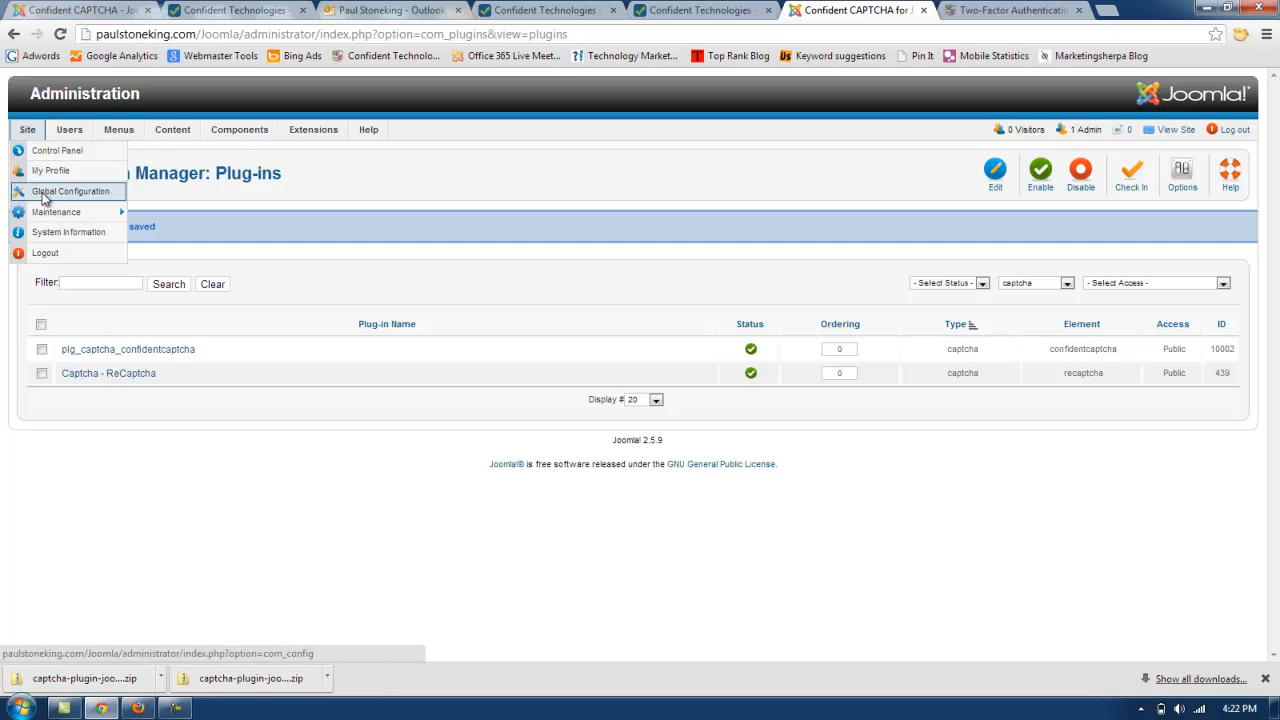 Confident CAPTCHA - Jo
Confident Technologies -
Paul Stoneking - Outlook
Confident Technologies -
Confident Technologies -
Confident CAPTCHA for J
Two-Factor Authenticatio
paulstoneking.com/Joomla/administrator/index.php?option=com_plugins&view=plugins
Adwords
Google Analytics
Webmaster Tools
Bing Ads
Confident Technolo...
Office 365 Live Meet...
Technology Market...
Top Rank Blog
Keyword suggestions
Pin It
Mobile Statistics
Marketingsherpa Blog
Administration
Joomla!
Site Users Menus Content Components Extensions Help
0 Visitors 1 Admin 0 View Site Log out
Control Panel
My Profile
Global Configuration
Maintenance
System Information
Logout
Manager: Plug-ins
Edit Enable Disable Check In Options Help
saved
Filter: Search Clear
- Select Status - captcha - Select Access -
Plug-in Name Status Ordering Type Element Access ID
plg_captcha_confidentcaptcha 0 captcha confidentcaptcha Public 10002
Captcha - ReCaptcha 0 captcha recaptcha Public 439
Display # 20
Joomla! 2.5.9
Joomla!® is free software released under the GNU General Public License.
paulstoneking.com/Joomla/administrator/index.php?option=com_config
captcha-plugin-joo....zip
captcha-plugin-joo....zip
Show all downloads...
4:22 PM